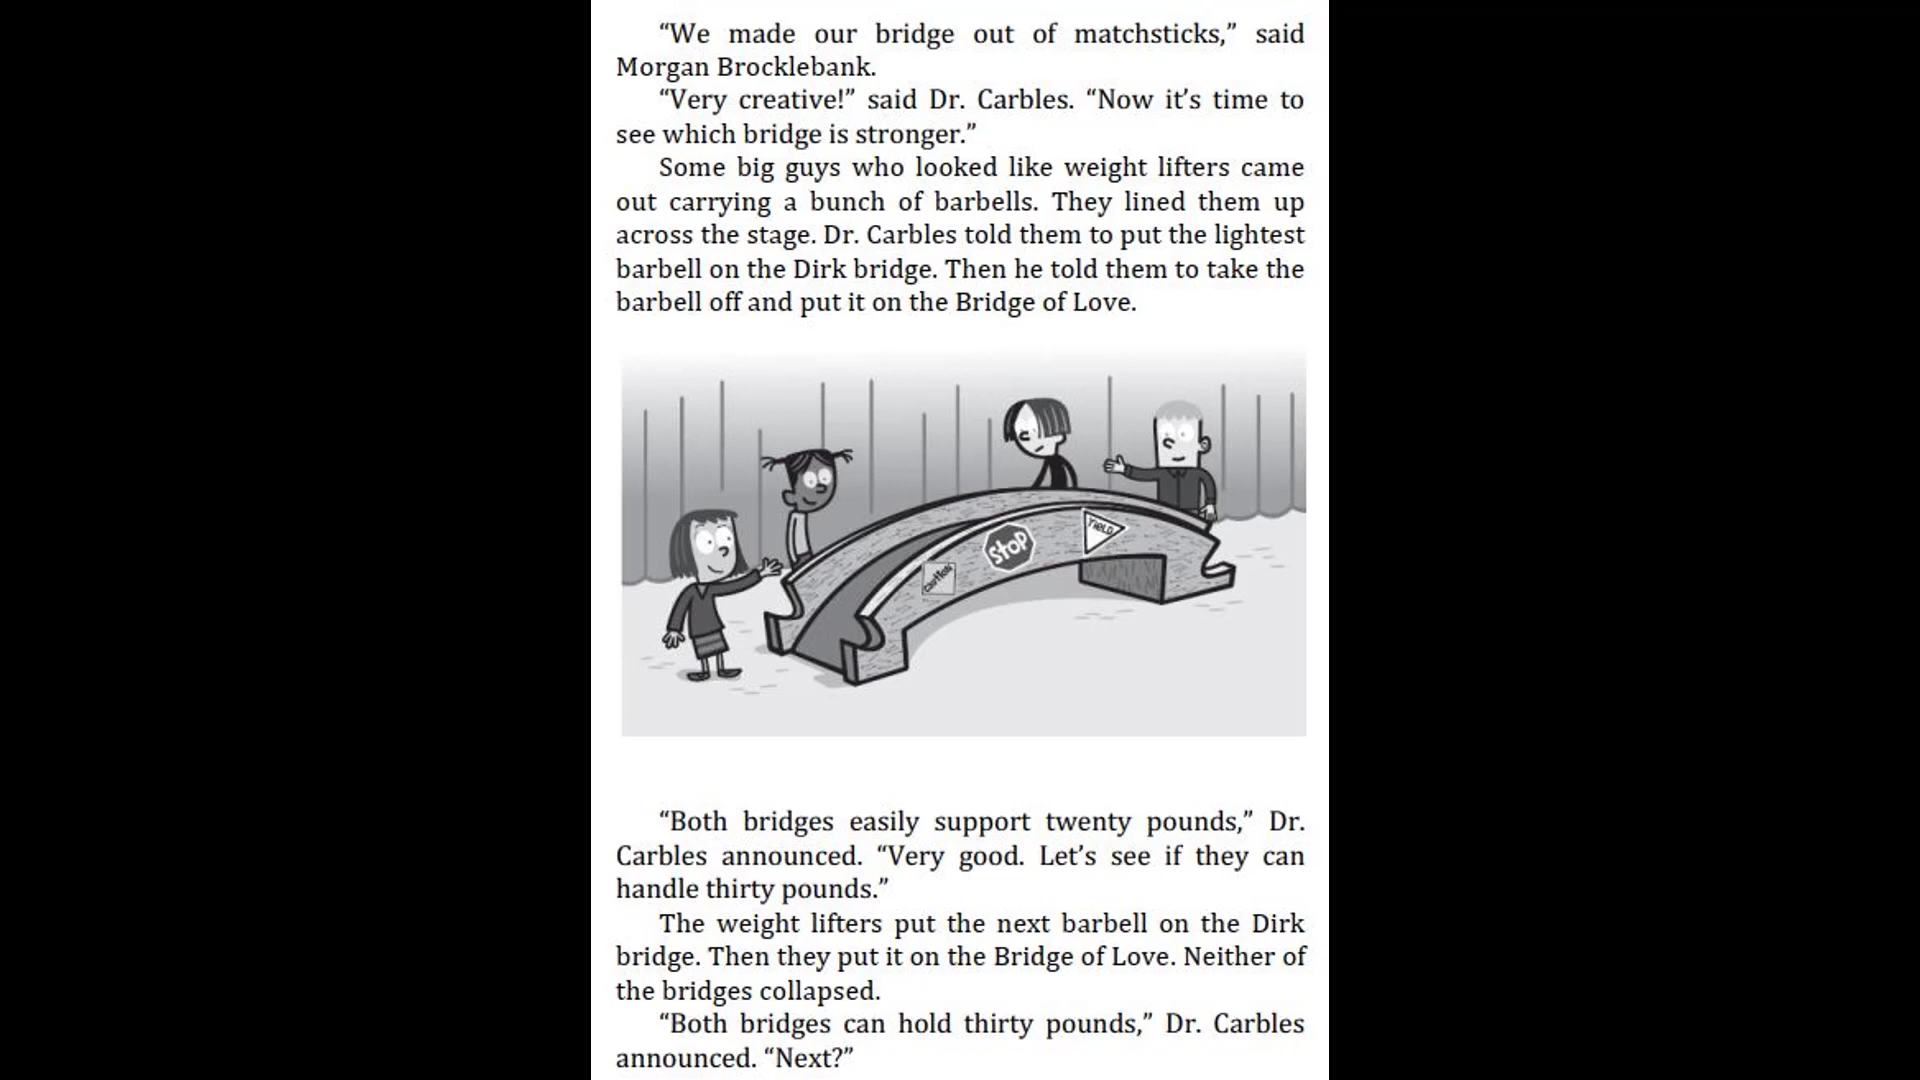 “We made our bridge out of matchsticks,” said
Morgan Brocklebank.
“Very creative!” said Dr. Carbles. “Now it’s time to
see which bridge is stronger.”
Some big guys who looked like weight lifters came
out carrying a bunch of barbells. They lined them up
across the stage. Dr. Carbles told them to put the lightest
barbell on the Dirk bridge. Then he told them to take the
barbell off and put it on the Bridge of Love.
CAUTION
STOP
YIELD
“Both bridges easily support twenty pounds,” Dr.
Carbles announced. “Very good. Let’s see if they can
handle thirty pounds.”
The weight lifters put the next barbell on the Dirk
bridge. Then they put it on the Bridge of Love. Neither of
the bridges collapsed.
“Both bridges can hold thirty pounds,” Dr. Carbles
announced. “Next?”